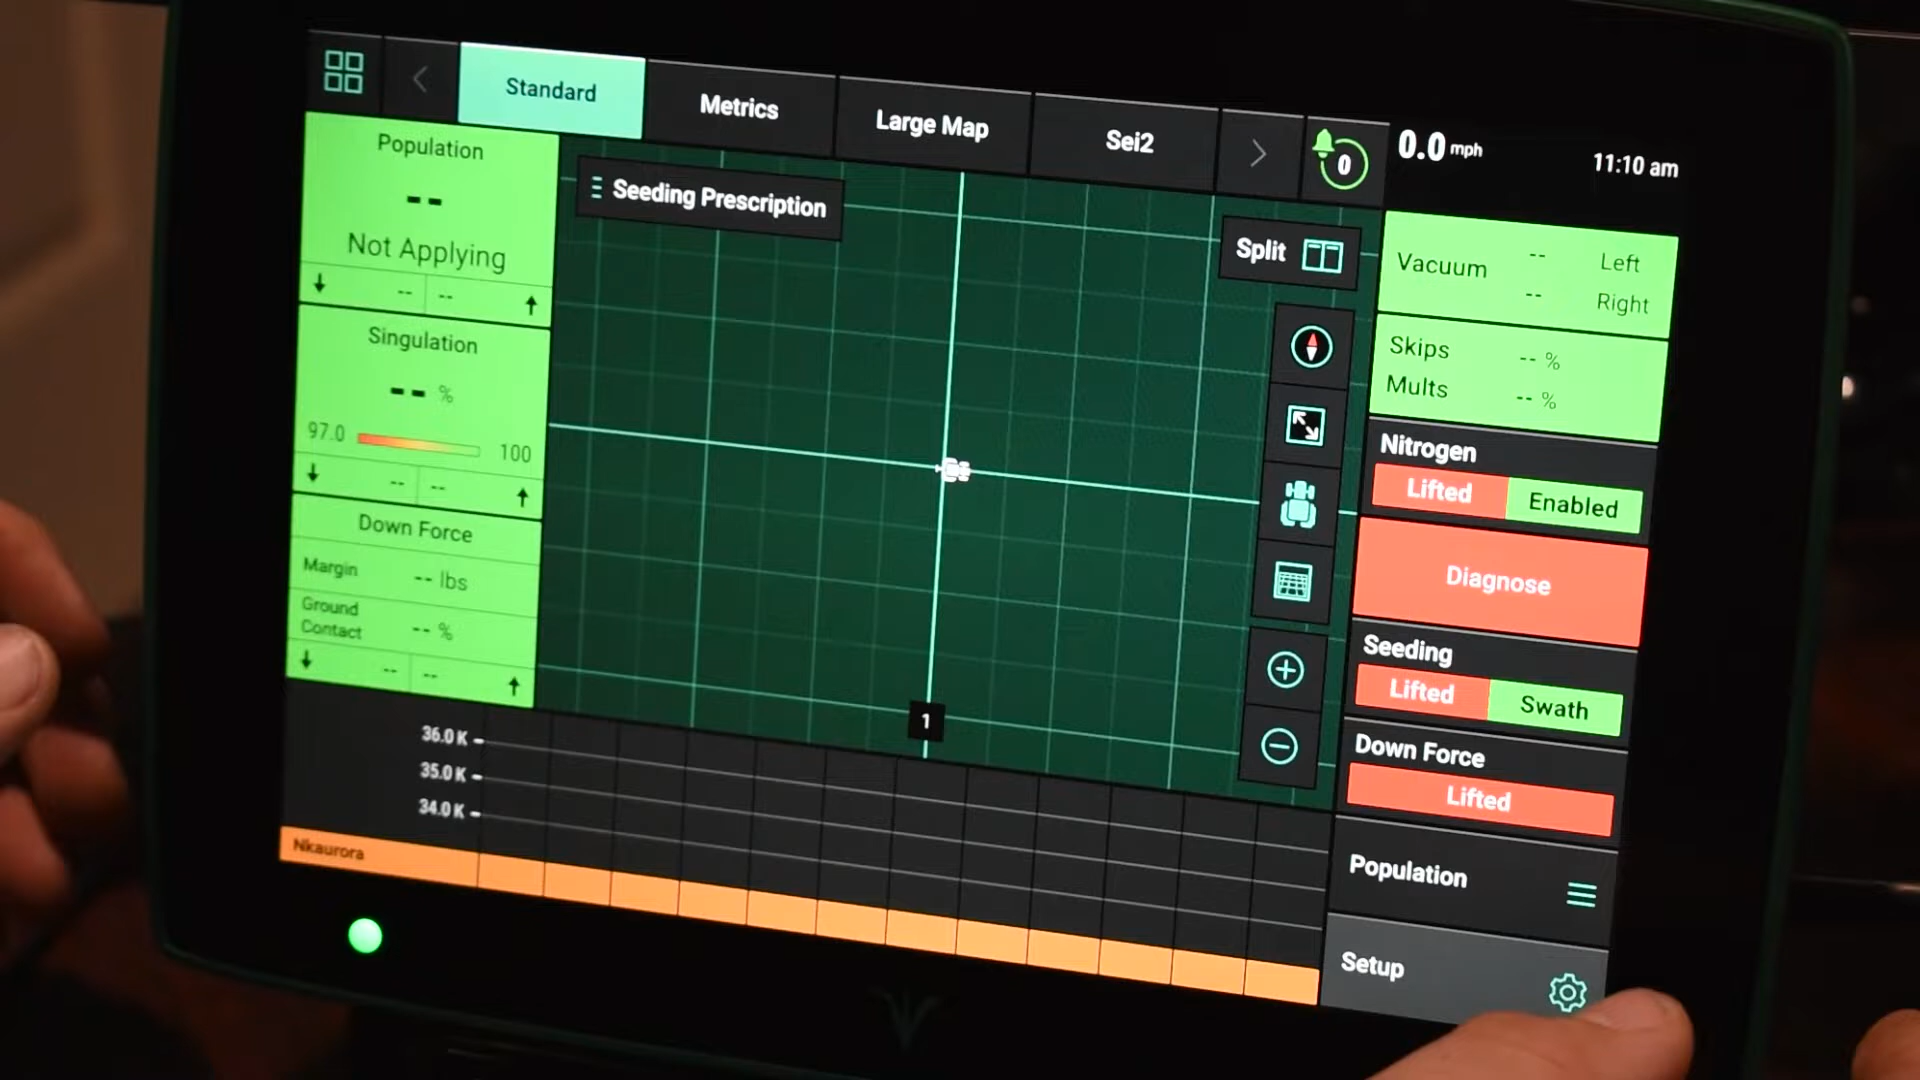 Standard
Metrics
Large Map
Sei2
0
0.0 mph
11:10 am
Population
--
Not Applying
-- --
Singulation
-- %
97.0 100
-- --
Down Force
Margin -- lbs
Ground
Contact -- %
-- --
Seeding Prescription
Split
1
36.0 K
35.0 K
34.0 K
Nkaurora
Vacuum -- Left
-- Right
Skips -- %
Mults -- %
Nitrogen
Lifted Enabled
Diagnose
Seeding
Lifted Swath
Down Force
Lifted
Population
Setup